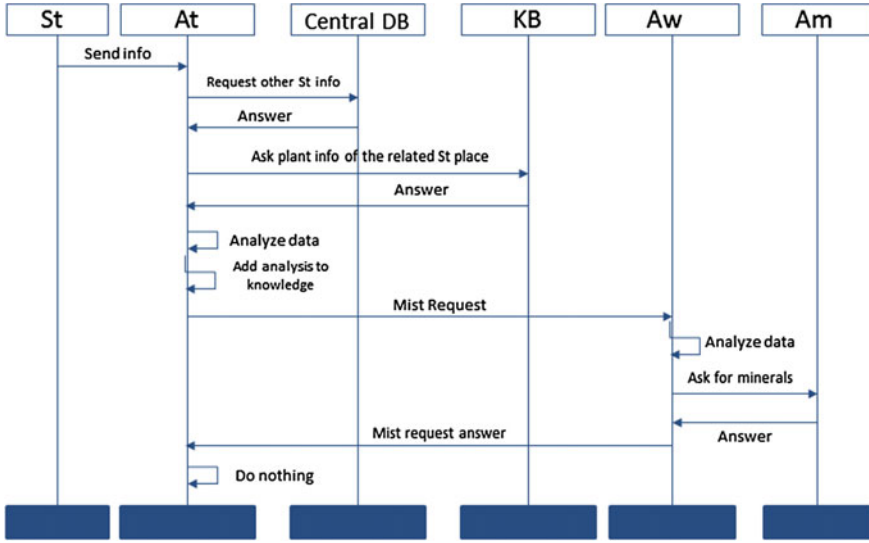 St At Central DB KB Aw Am
Send info
Request other St info
Answer
Ask plant info of the related St place
Answer
Analyze data
Add analysis to
knowledge
Mist Request
Analyze data
Ask for minerals
Answer
Mist request answer
Do nothing